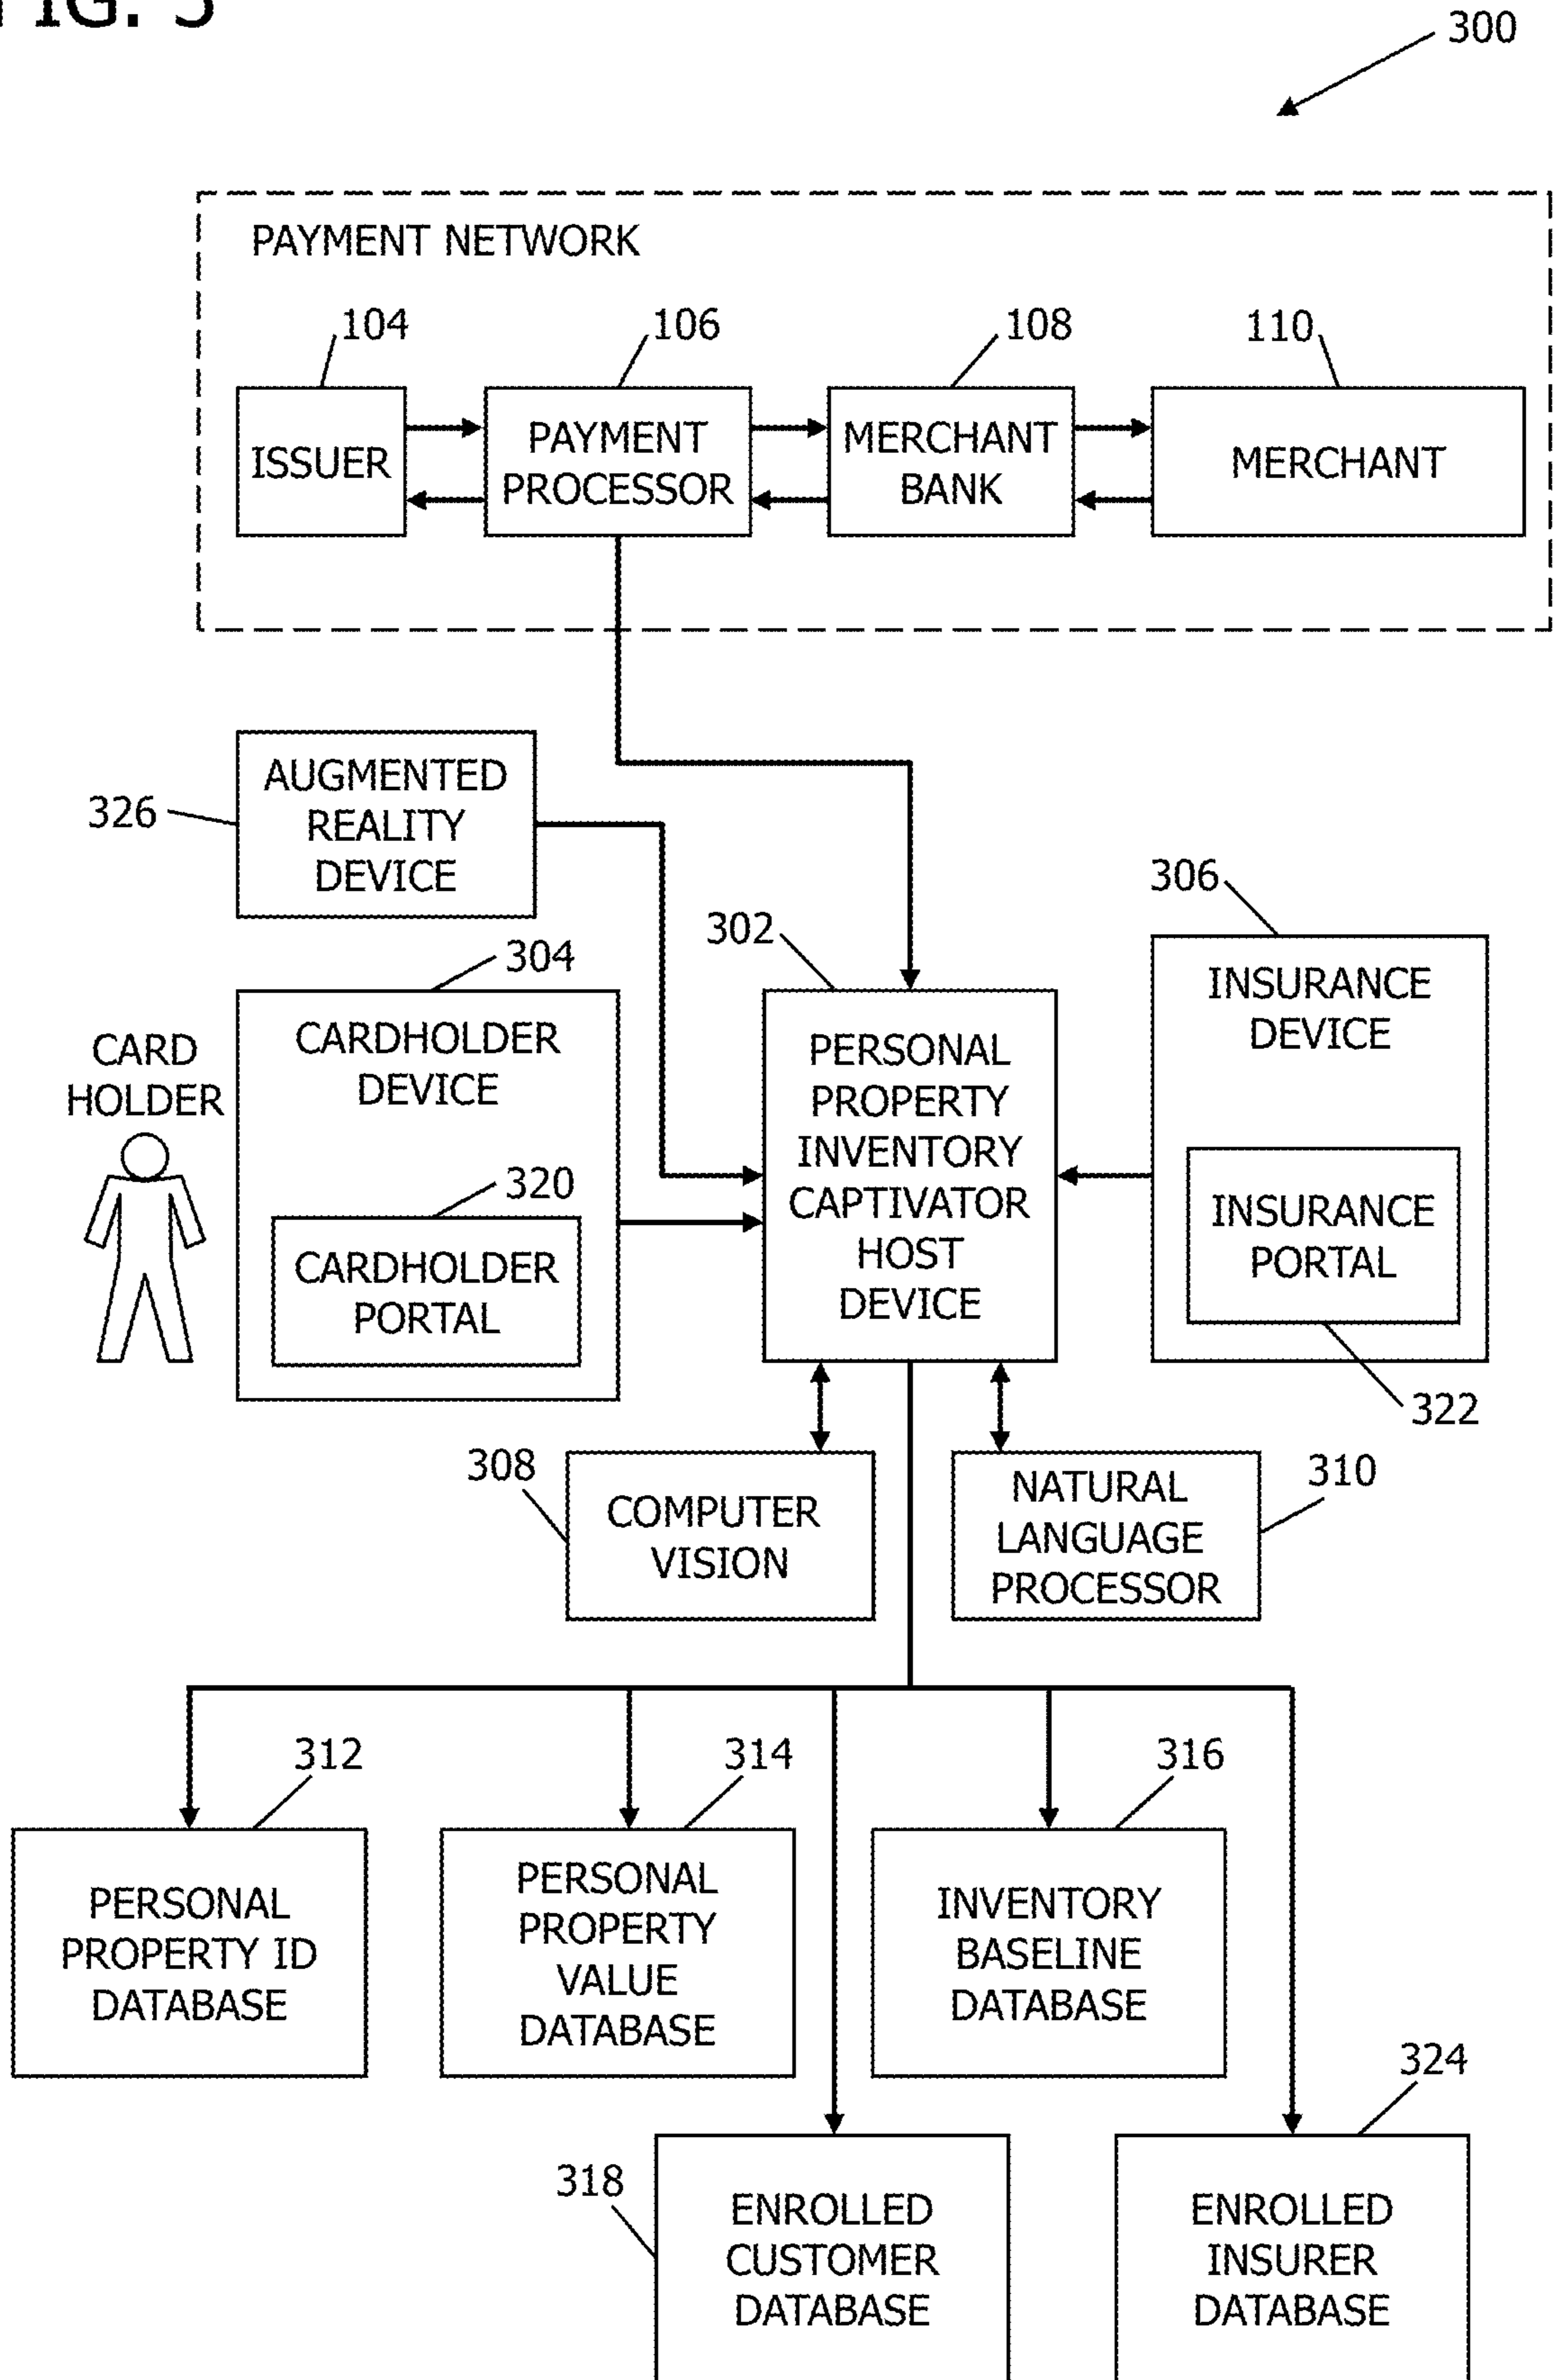 FIG. 3
300
PAYMENT NETWORK
104
106
108
110
ISSUER
PAYMENT
PROCESSOR
MERCHANT
BANK
MERCHANT
AUGMENTED
REALITY
DEVICE
326
306
302
304
INSURANCE
DEVICE
CARD
HOLDER
CARDHOLDER
DEVICE
PERSONAL
PROPERTY
INVENTORY
CAPTIVATOR
HOST
DEVICE
320
CARDHOLDER
PORTAL
INSURANCE
PORTAL
322
308
COMPUTER
VISION
NATURAL
LANGUAGE
PROCESSOR
310
312
314
316
PERSONAL
PROPERTY ID
DATABASE
PERSONAL
PROPERTY
VALUE
DATABASE
INVENTORY
BASELINE
DATABASE
324
318
ENROLLED
CUSTOMER
DATABASE
ENROLLED
INSURER
DATABASE